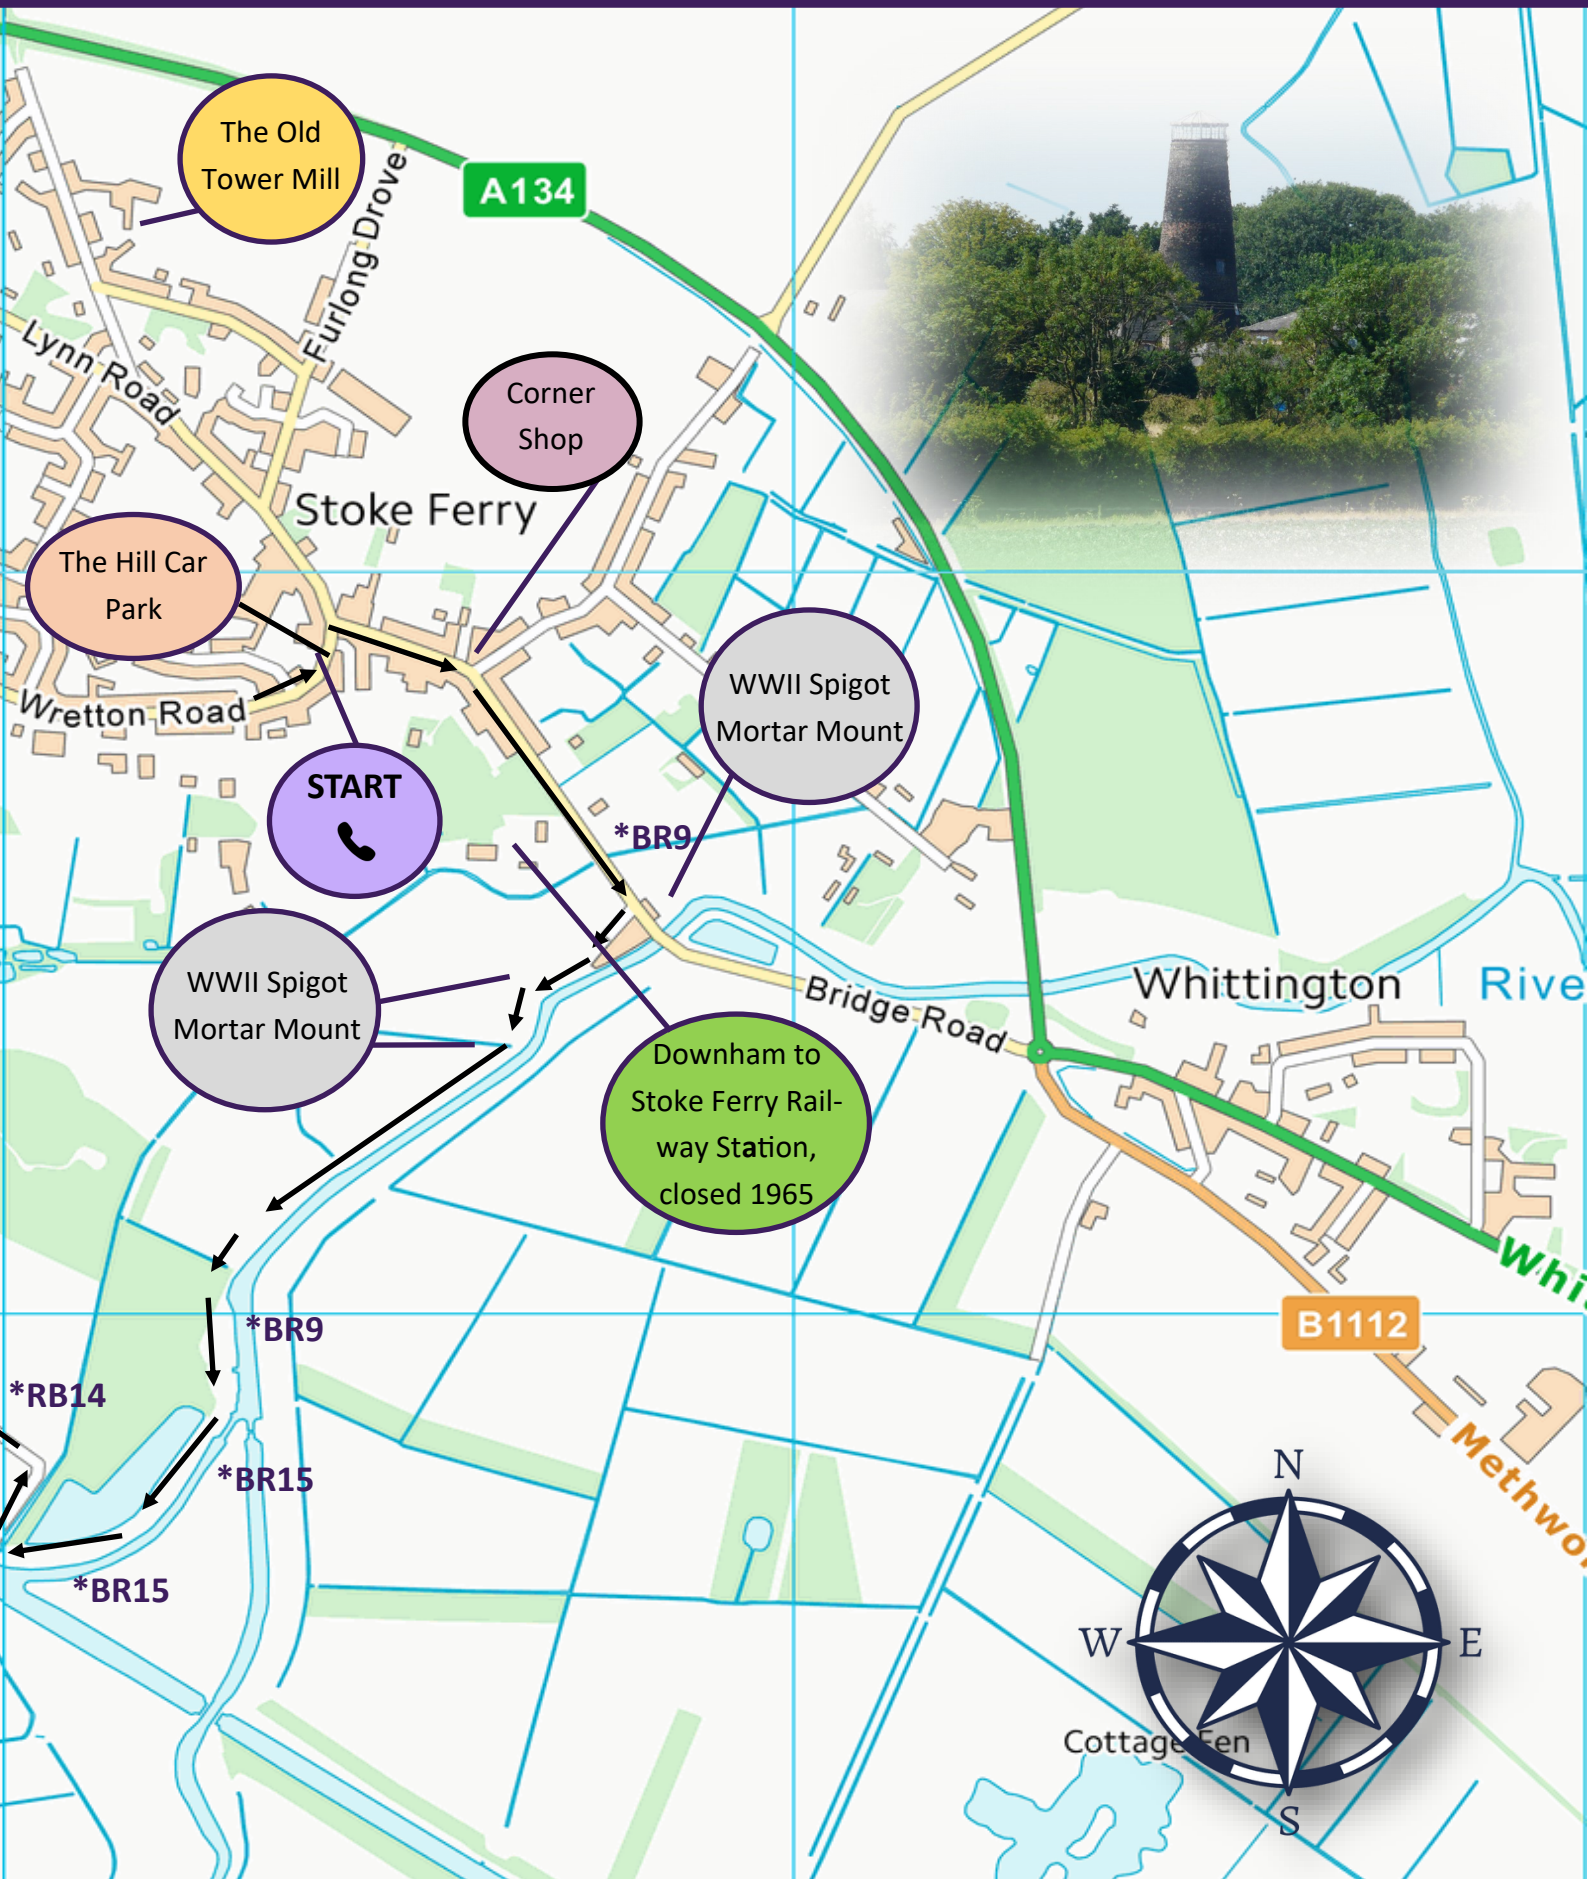 The Old
Tower Mill
A134
Furlong Drove
Lynn Road
Corner
Shop
Stoke Ferry
The Hill Car
Park
WWII Spigot
Mortar Mount
Wretton Road
START
*BR9
WWII Spigot
Mortar Mount
Bridge Road
Whittington
Rive
Downham to
Stoke Ferry Rail-
way Station,
closed 1965
Whi
*BR9
B1112
*RB14
Methwo
*BR15
*BR15
N
W
E
S
Cottage Fen